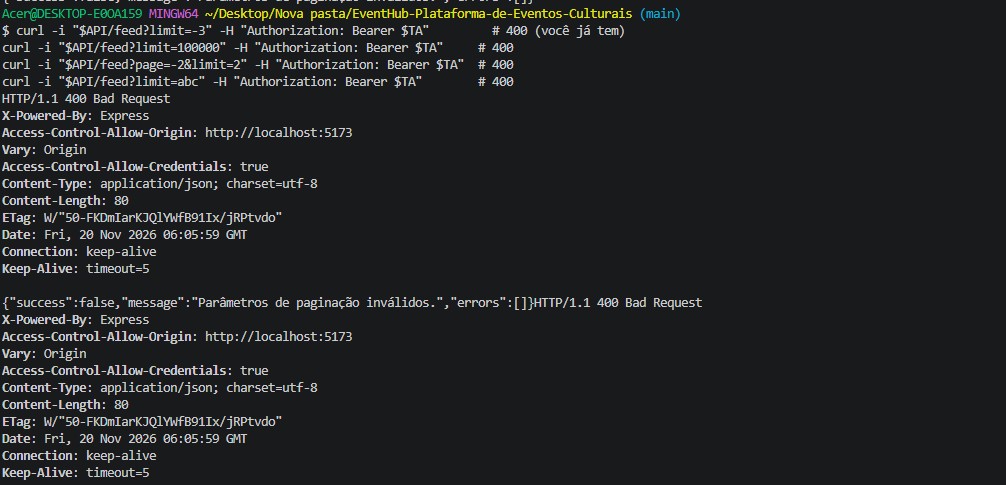 Acer@DESKTOP-E0OA159 MINGW64 ~/Desktop/Nova pasta/EventHub-Plataforma-de-Eventos-Culturais (main)
$ curl -i "$API/feed?limit=-3" -H "Authorization: Bearer $TA"         # 400 (você já tem)
curl -i "$API/feed?limit=100000" -H "Authorization: Bearer $TA"     # 400
curl -i "$API/feed?page=-2&limit=2" -H "Authorization: Bearer $TA"  # 400
curl -i "$API/feed?limit=abc" -H "Authorization: Bearer $TA"        # 400
HTTP/1.1 400 Bad Request
X-Powered-By: Express
Access-Control-Allow-Origin: http://localhost:5173
Vary: Origin
Access-Control-Allow-Credentials: true
Content-Type: application/json; charset=utf-8
Content-Length: 80
ETag: W/"50-FKDmIarKJQlYWfB91Ix/jRPtvdo"
Date: Fri, 20 Nov 2026 06:05:59 GMT
Connection: keep-alive
Keep-Alive: timeout=5

{"success":false,"message":"Parâmetros de paginação inválidos.","errors":[]}HTTP/1.1 400 Bad Request
X-Powered-By: Express
Access-Control-Allow-Origin: http://localhost:5173
Vary: Origin
Access-Control-Allow-Credentials: true
Content-Type: application/json; charset=utf-8
Content-Length: 80
ETag: W/"50-FKDmIarKJQlYWfB91Ix/jRPtvdo"
Date: Fri, 20 Nov 2026 06:05:59 GMT
Connection: keep-alive
Keep-Alive: timeout=5